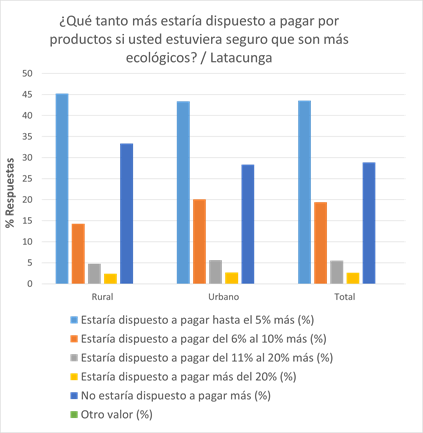 ¿Qué tanto más estaría dispuesto a pagar por
productos si usted estuviera seguro que son más
ecológicos? / Latacunga
% Respuestas
50
45
40
35
30
25
20
15
10
5
0
Rural
Urbano
Total
Estaría dispuesto a pagar hasta el 5% más (%)
Estaría dispuesto a pagar del 6% al 10% más (%)
Estaría dispuesto a pagar del 11% al 20% más (%)
Estaría dispuesto a pagar más del 20% (%)
No estaría dispuesto a pagar más (%)
Otro valor (%)